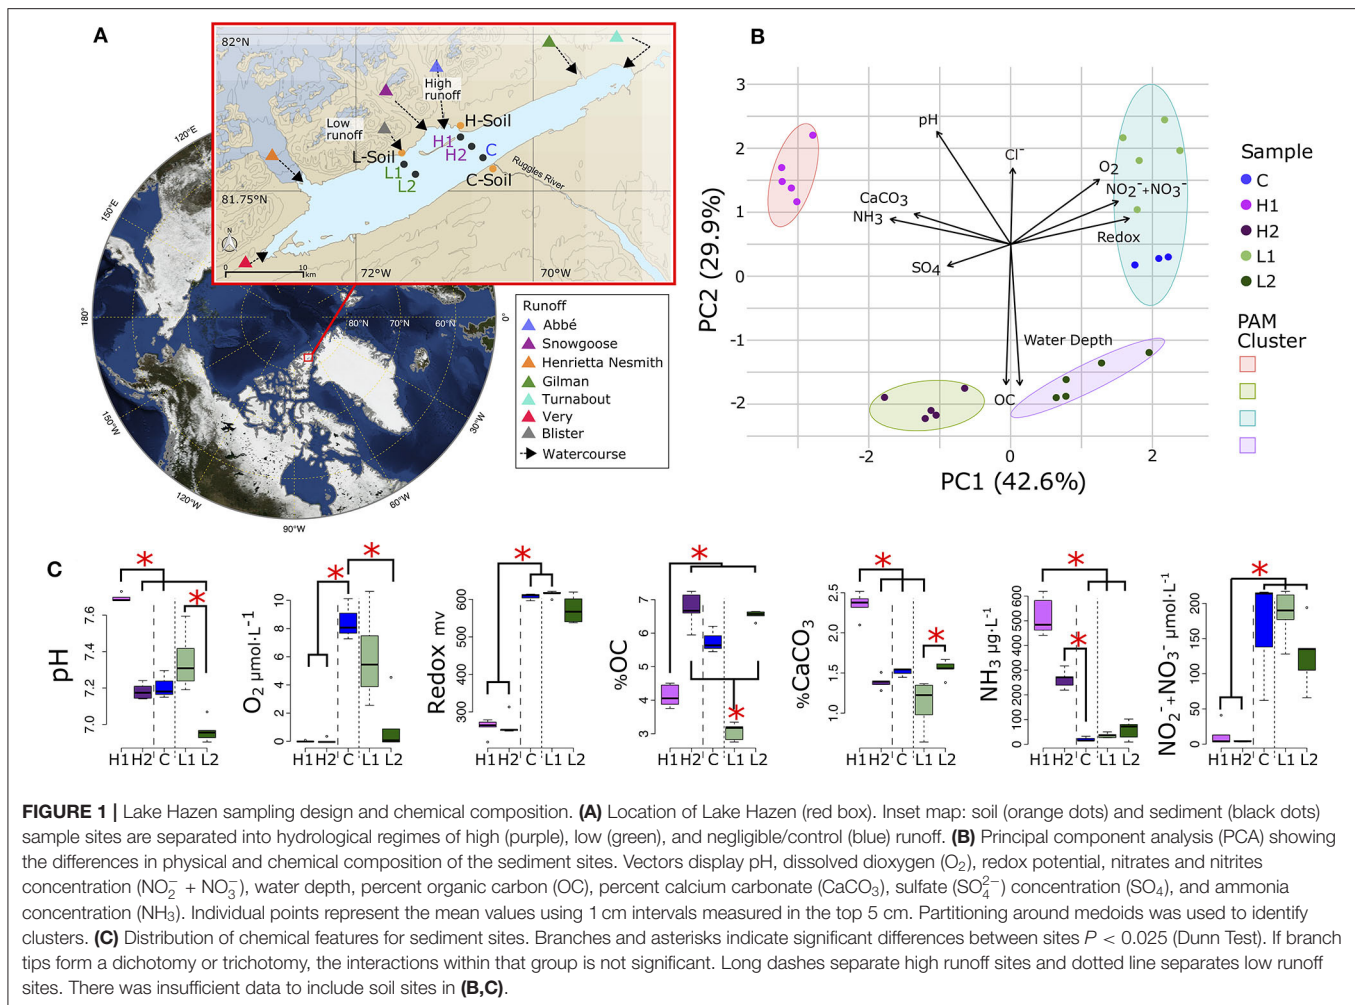 A
82°N
High
runoff
Low
runoff
H-Soil
H1
H2
C
L-Soil
L1
L2
C-Soil
Ruggles River
81.75°N
N
0 10
km
72°W 70°W
120°E
150°E
180°
150°W
120°W
90°W
30°W
0°
80°N 70°N 60°N
Runoff
Abbé
Snowgoose
Henrietta Nesmith
Gilman
Turnabout
Very
Blister
Watercourse
B
PC2 (29.9%)
3
2
1
0
-1
-2
-2 0 2
PC1 (42.6%)
pH
Cl⁻
O₂
NO₂⁻+NO₃⁻
CaCO₃
NH₃
Redox
SO₄
Water Depth
OC
Sample
C
H1
H2
L1
L2
PAM
Cluster
C
pH
7.6
7.4
7.2
7.0
H1 H2 C L1 L2
O₂ µmol·L⁻¹
10
8
6
4
2
0
H1 H2 C L1 L2
Redox mv
600
500
400
300
H1 H2 C L1 L2
%OC
7
6
5
4
3
H1 H2 C L1 L2
%CaCO₃
2.5
2.0
1.5
1.0
H1 H2 C L1 L2
NH₃ µg·L⁻¹
600
500
400
300
200
100
0
H1 H2 C L1 L2
NO₂⁻+NO₃⁻ µmol·L⁻¹
200
150
100
50
0
H1 H2 C L1 L2
FIGURE 1 | Lake Hazen sampling design and chemical composition. (A) Location of Lake Hazen (red box). Inset map: soil (orange dots) and sediment (black dots)
sample sites are separated into hydrological regimes of high (purple), low (green), and negligible/control (blue) runoff. (B) Principal component analysis (PCA) showing
the differences in physical and chemical composition of the sediment sites. Vectors display pH, dissolved dioxygen (O₂), redox potential, nitrates and nitrites
concentration (NO₂⁻ + NO₃⁻), water depth, percent organic carbon (OC), percent calcium carbonate (CaCO₃), sulfate (SO₄²⁻) concentration (SO₄), and ammonia
concentration (NH₃). Individual points represent the mean values using 1 cm intervals measured in the top 5 cm. Partitioning around medoids was used to identify
clusters. (C) Distribution of chemical features for sediment sites. Branches and asterisks indicate significant differences between sites P < 0.025 (Dunn Test). If branch
tips form a dichotomy or trichotomy, the interactions within that group is not significant. Long dashes separate high runoff sites and dotted line separates low runoff
sites. There was insufficient data to include soil sites in (B,C).